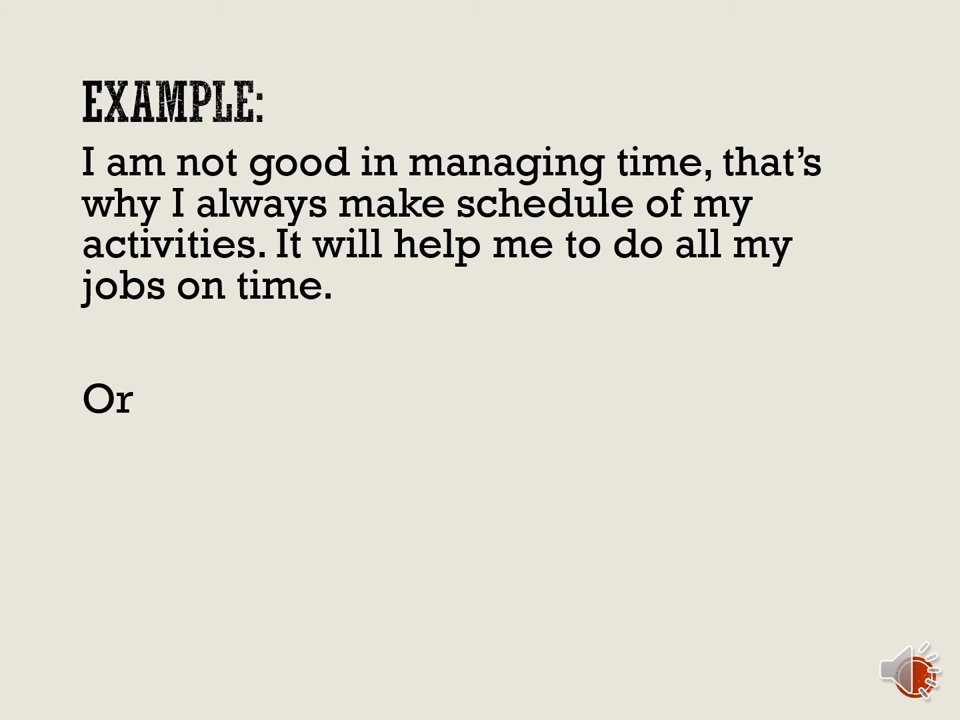 EXAMPLE:
I am not good in managing time, that’s
why I always make schedule of my
activities. It will help me to do all my
jobs on time.
Or